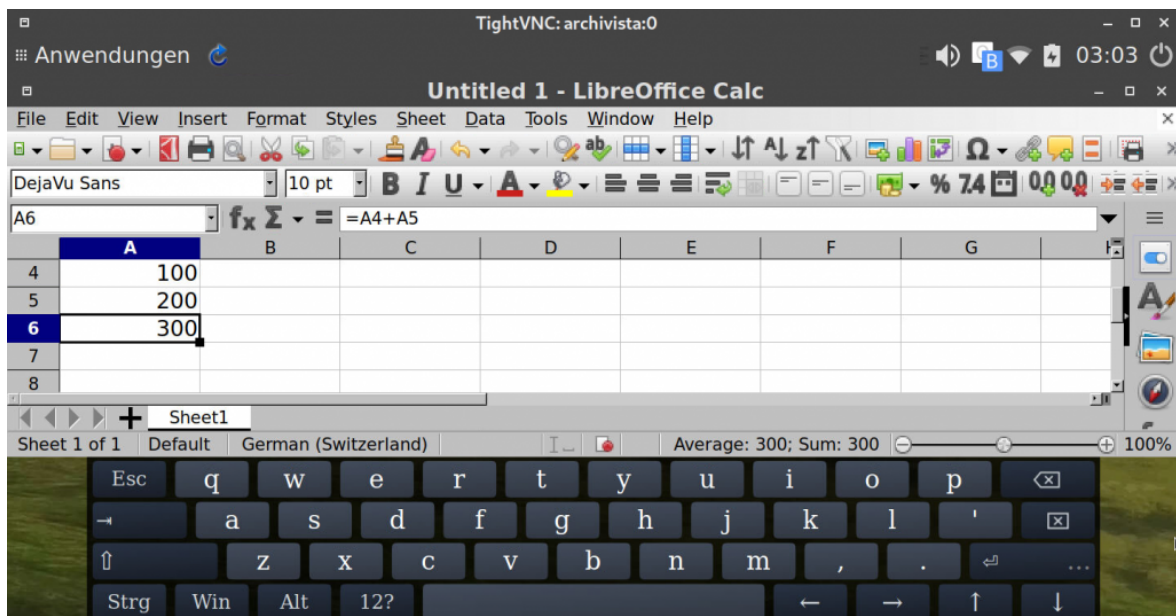 TightVNC: archivista:0
Anwendungen 03:03
Untitled 1 - LibreOffice Calc
File Edit View Insert Format Styles Sheet Data Tools Window Help
DejaVu Sans 10 pt B I U A % 7.4 0.0 0.0
A6 fx Σ = =A4+A5
A B C D E F G H
4 100
5 200
6 300
7
8
Sheet1
Sheet 1 of 1 Default German (Switzerland) Average: 300; Sum: 300 100%
Esc q w e r t y u i o p
a s d f g h j k l '
z x c v b n m , . ...
Strg Win Alt 12? ← → ↑ ↓